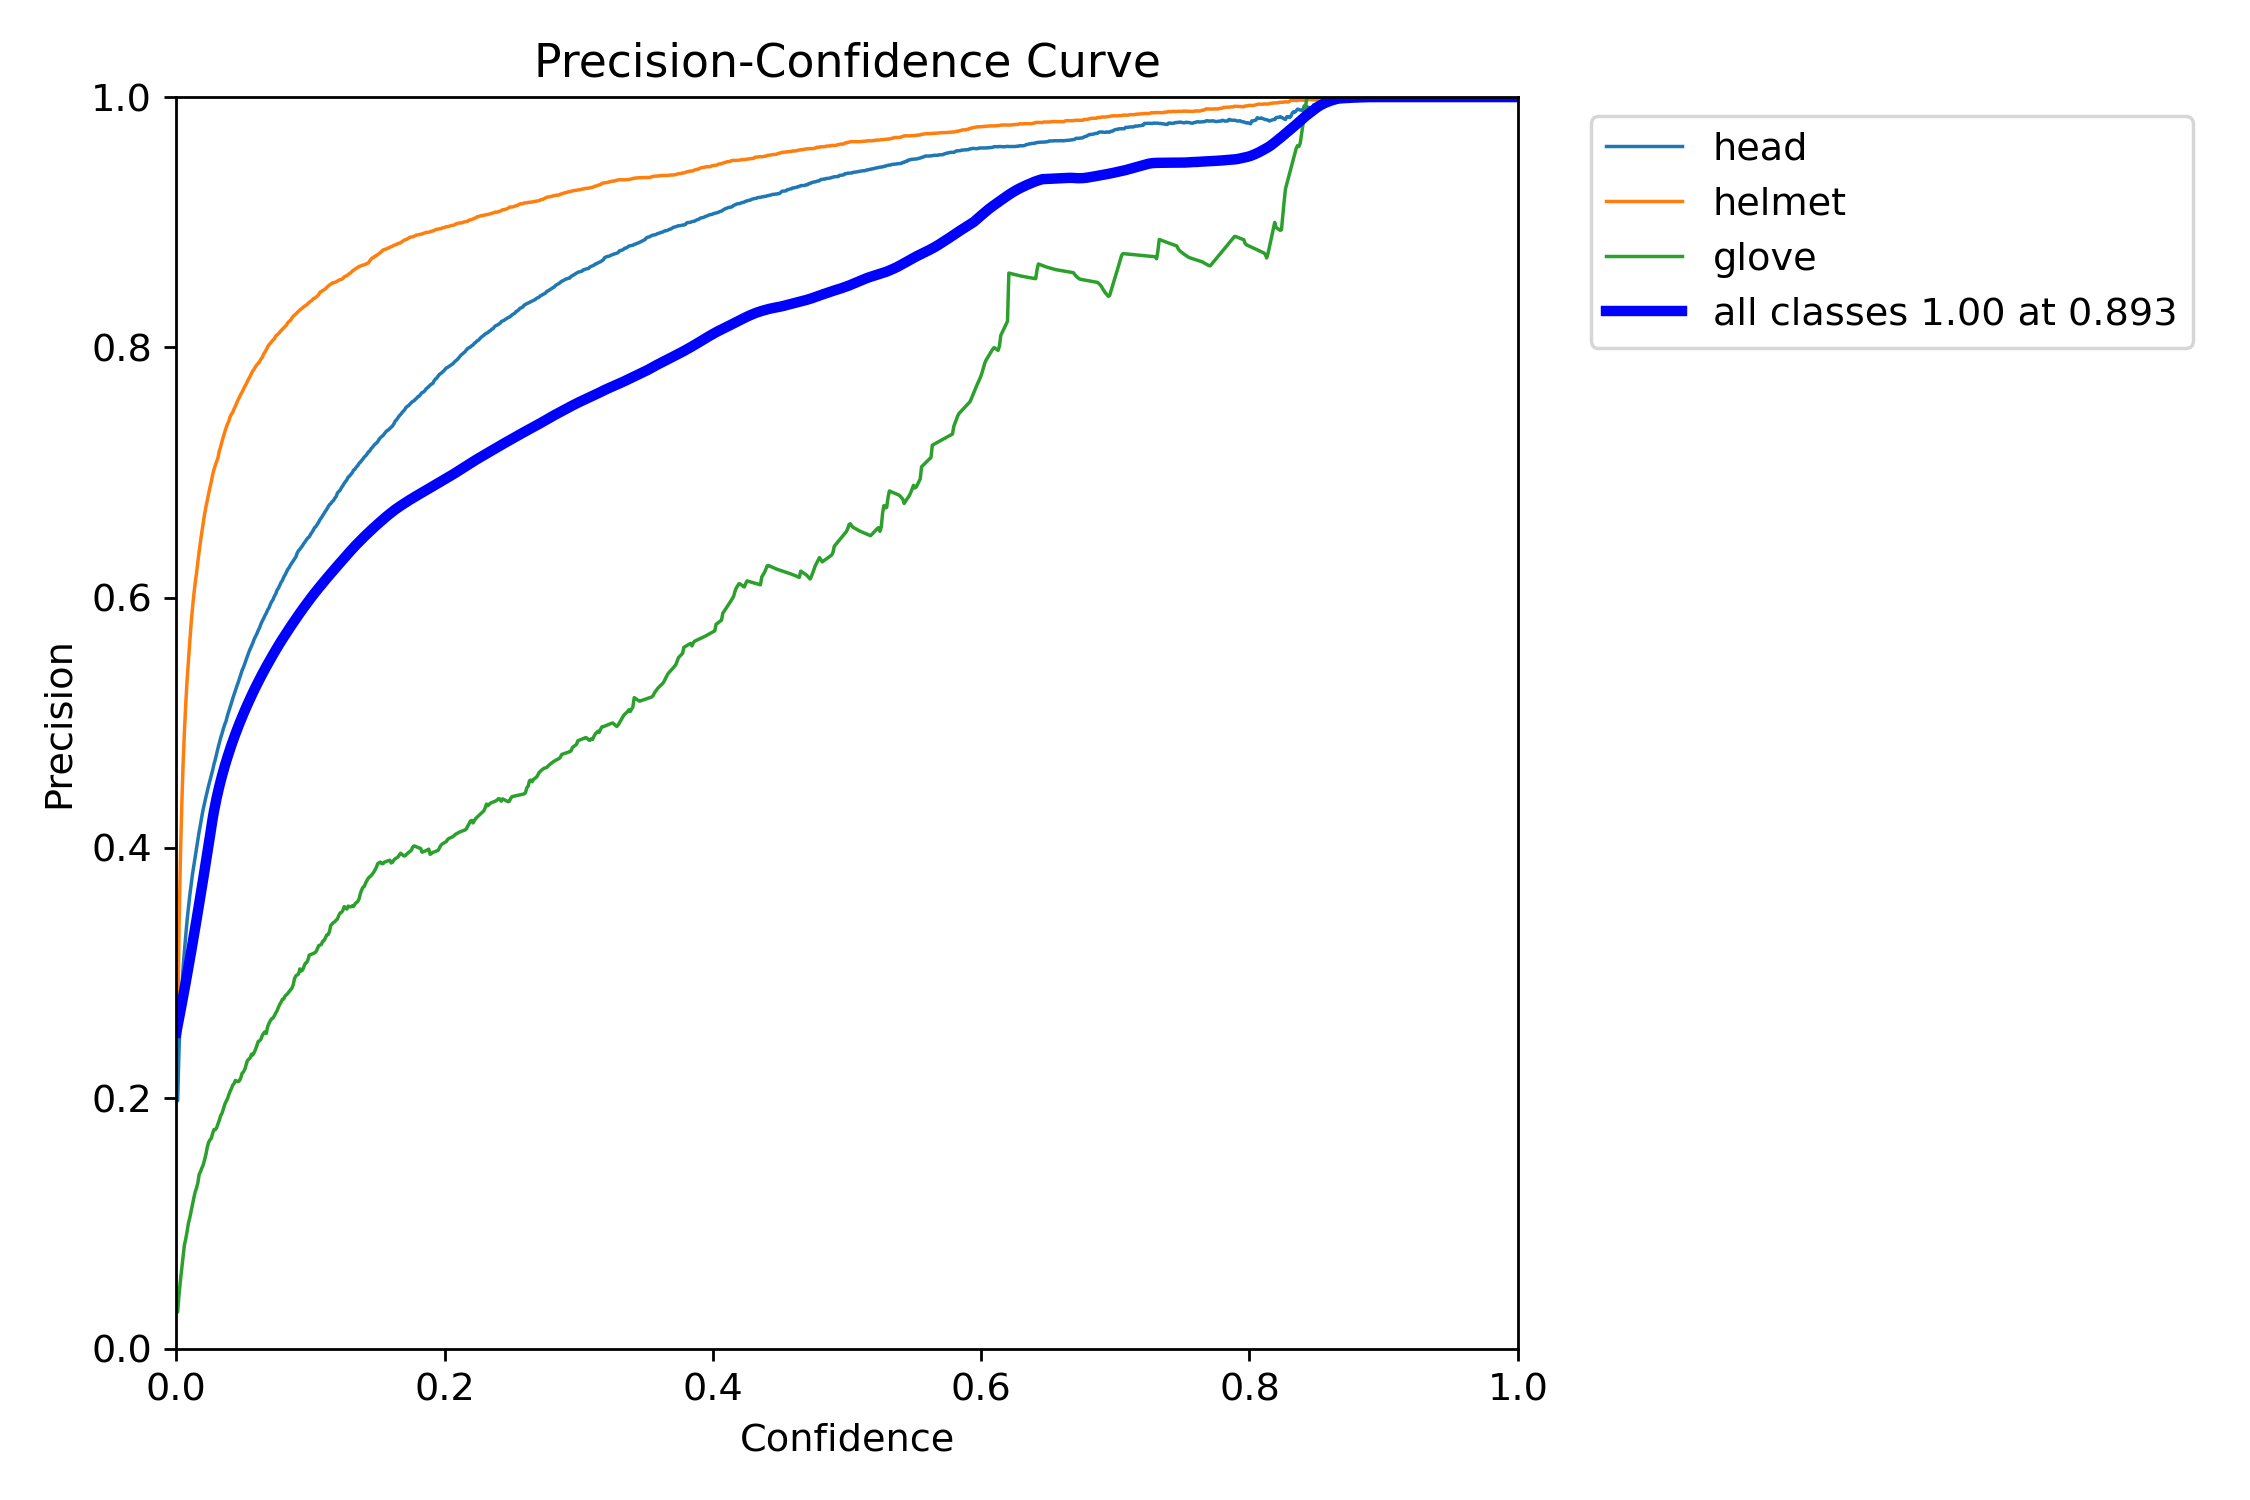 Precision-Confidence Curve
1.0
0.8
0.6
0.4
0.2
0.0
Precision
0.0 0.2 0.4 0.6 0.8 1.0
Confidence
head
helmet
glove
all classes 1.00 at 0.893